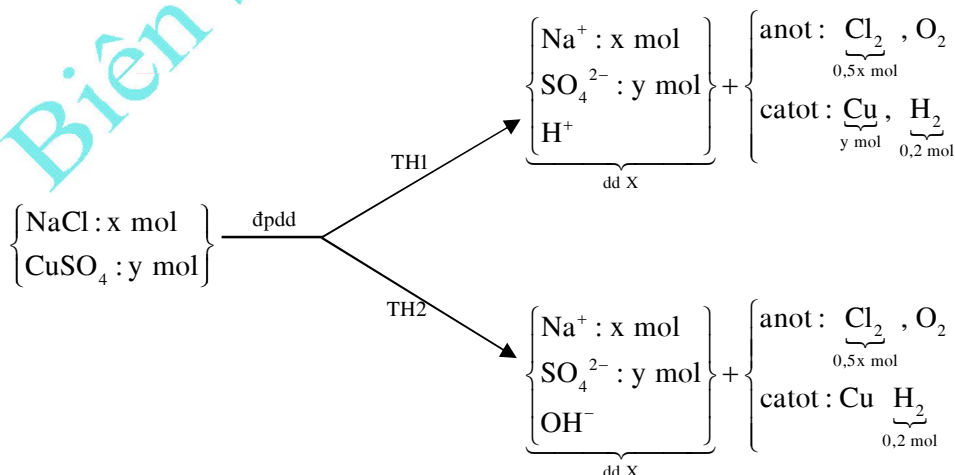 Biên
Na⁺ : x mol
SO₄²⁻ : y mol
H⁺
dd X
+
anot : Cl₂ , O₂
0,5x mol
catot : Cu , H₂
y mol 0,2 mol
TH1
NaCl : x mol
CuSO₄ : y mol
đpdd
TH2
Na⁺ : x mol
SO₄²⁻ : y mol
OH⁻
dd X
+
anot : Cl₂ , O₂
0,5x mol
catot : Cu H₂
0,2 mol